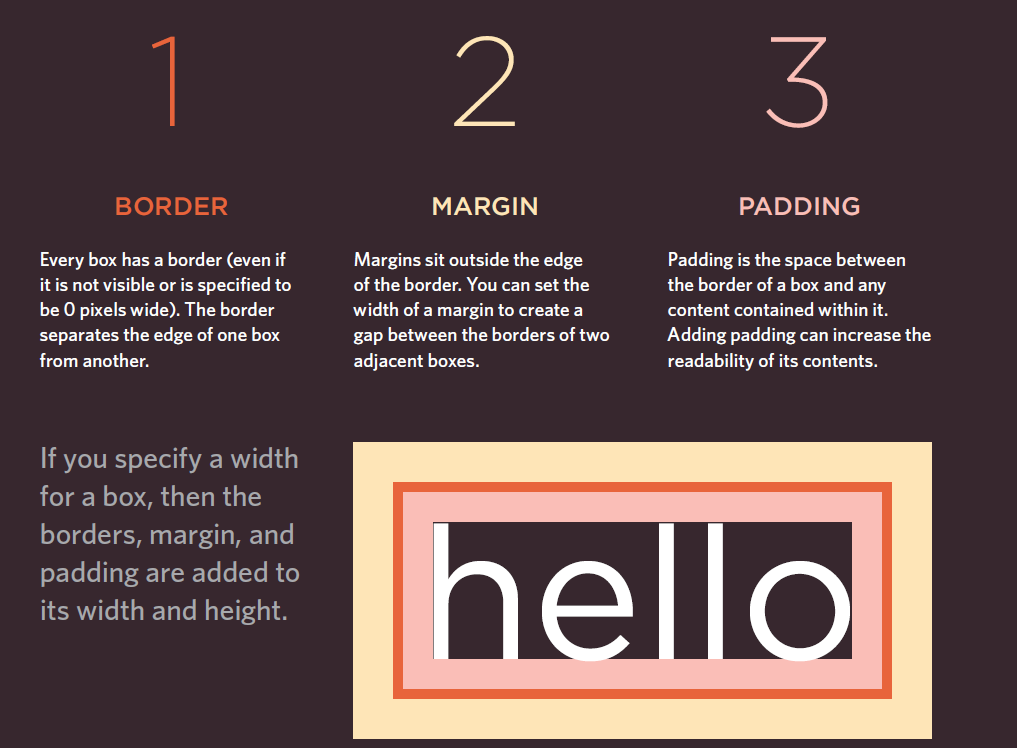 1
2
3
BORDER
MARGIN
PADDING
Every box has a border (even if
it is not visible or is specified to
be 0 pixels wide). The border
separates the edge of one box
from another.
Margins sit outside the edge
of the border. You can set the
width of a margin to create a
gap between the borders of two
adjacent boxes.
Padding is the space between
the border of a box and any
content contained within it.
Adding padding can increase the
readability of its contents.
If you specify a width
for a box, then the
borders, margin, and
padding are added to
its width and height.
hello